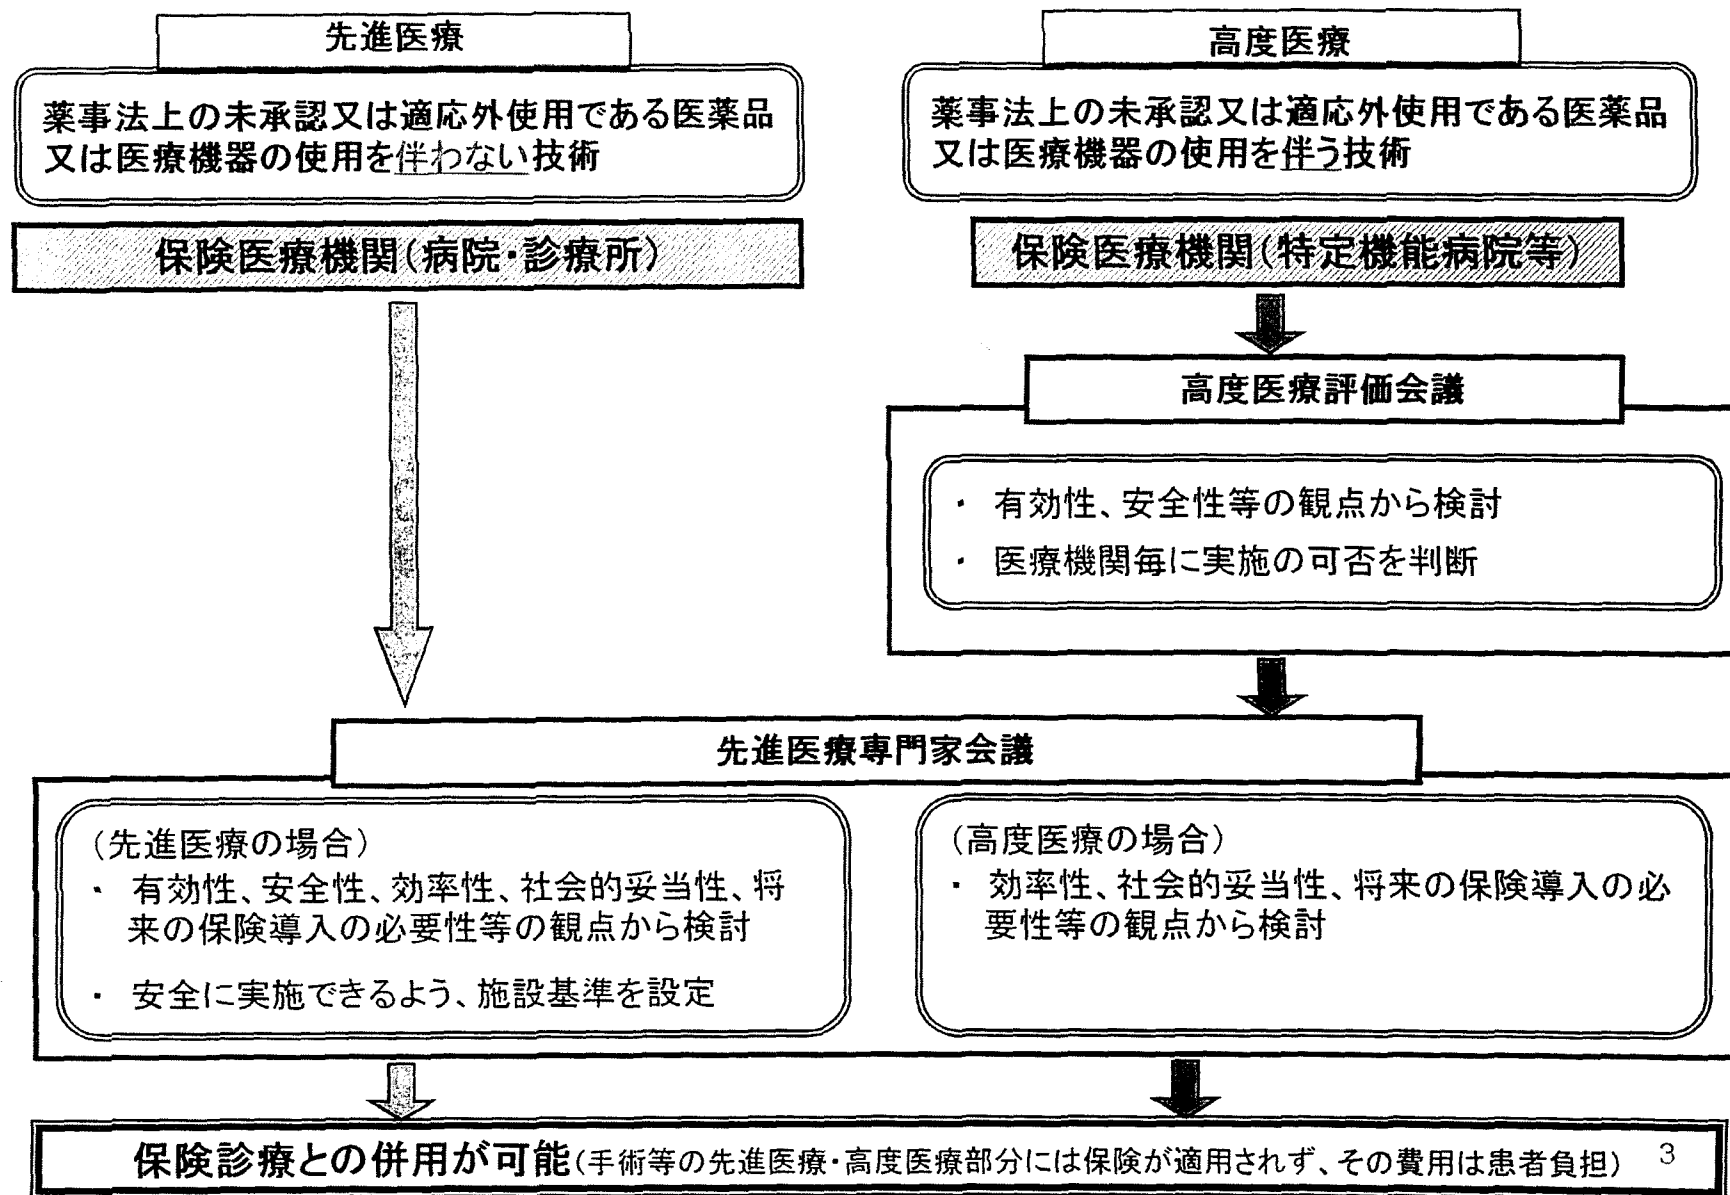 先進医療
薬事法上の未承認又は適応外使用である医薬品
又は医療機器の使用を伴わない技術
保険医療機関(病院・診療所)
高度医療
薬事法上の未承認又は適応外使用である医薬品
又は医療機器の使用を伴う技術
保険医療機関(特定機能病院等)
高度医療評価会議
・ 有効性、安全性等の観点から検討
・ 医療機関毎に実施の可否を判断
先進医療専門家会議
(先進医療の場合)
・ 有効性、安全性、効率性、社会的妥当性、将
来の保険導入の必要性等の観点から検討
・ 安全に実施できるよう、施設基準を設定
(高度医療の場合)
・ 効率性、社会的妥当性、将来の保険導入の必
要性等の観点から検討
保険診療との併用が可能(手術等の先進医療・高度医療部分には保険が適用されず、その費用は患者負担)
3